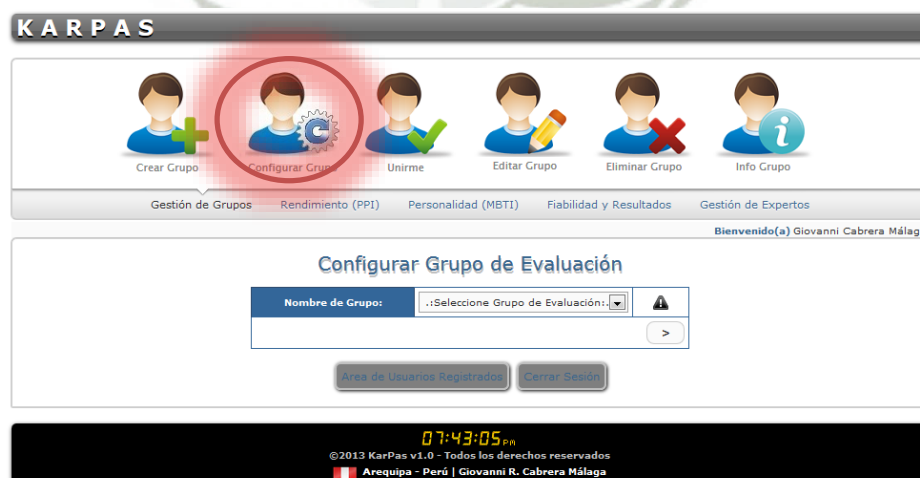 KARPAS
Crear Grupo
Configurar Grupo
Unirme
Editar Grupo
Eliminar Grupo
Info Grupo
Gestión de Grupos
Rendimiento (PPI)
Personalidad (MBTI)
Fiabilidad y Resultados
Gestión de Expertos
Bienvenido(a) Giovanni Cabrera Málag
Configurar Grupo de Evaluación
Nombre de Grupo:
.:Seleccione Grupo de Evaluación:.
>
Area de Usuarios Registrados
Cerrar Sesión
07:43:05 PM
©2013 KarPas v1.0 - Todos los derechos reservados
Arequipa - Perú | Giovanni R. Cabrera Málaga